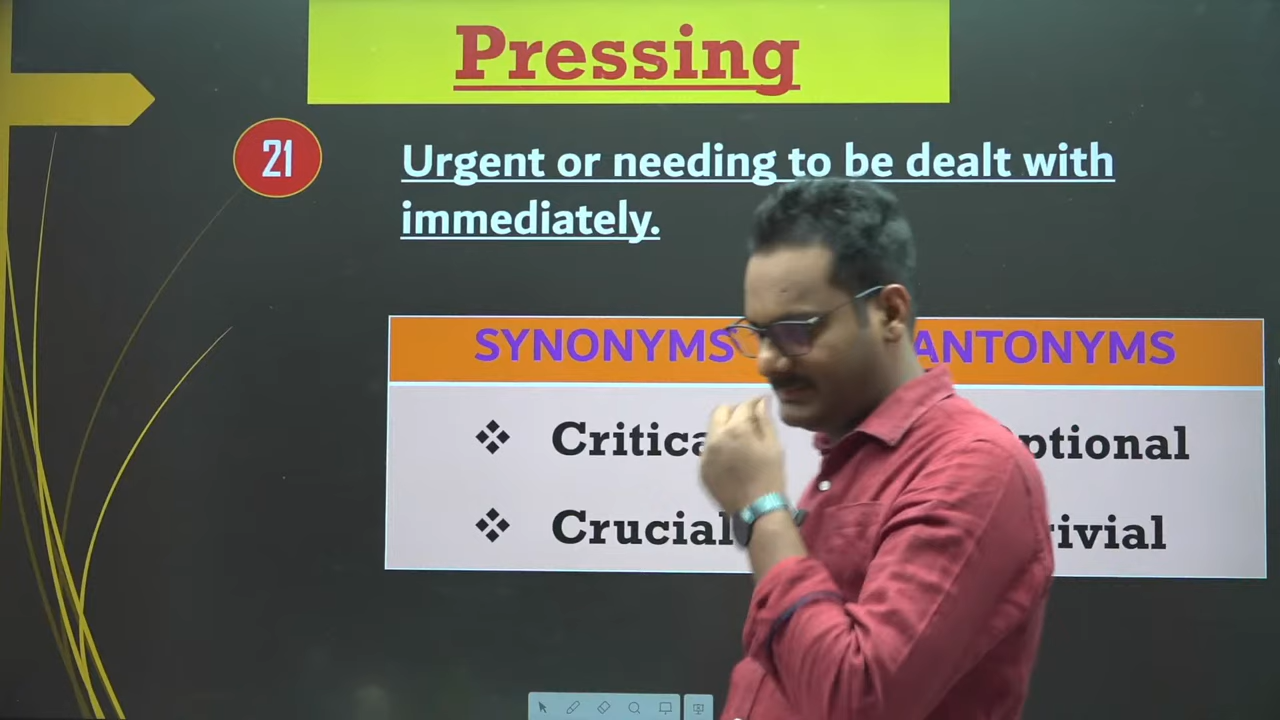 Pressing
21
Urgent or needing to be dealt with
immediately.
SYNONYMS ANTONYMS
Crucial